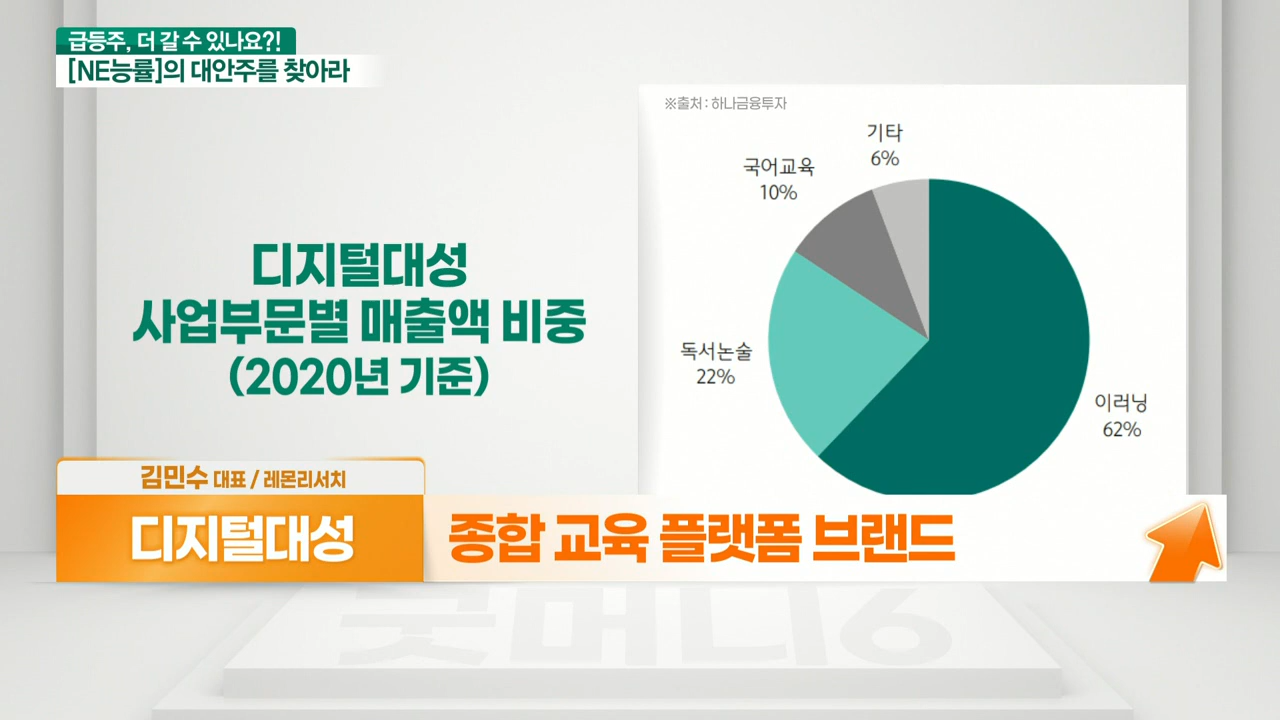 급등주, 더 갈 수 있나요?!
[NE능률]의 대안주를 찾아라
※출처 : 하나금융투자
기타
6%
국어교육
10%
독서논술
22%
이러닝
62%
디지털대성
사업부문별 매출액 비중
(2020년 기준)
김민수 대표 / 레몬리서치
디지털대성
종합 교육 플랫폼 브랜드
굿머니6